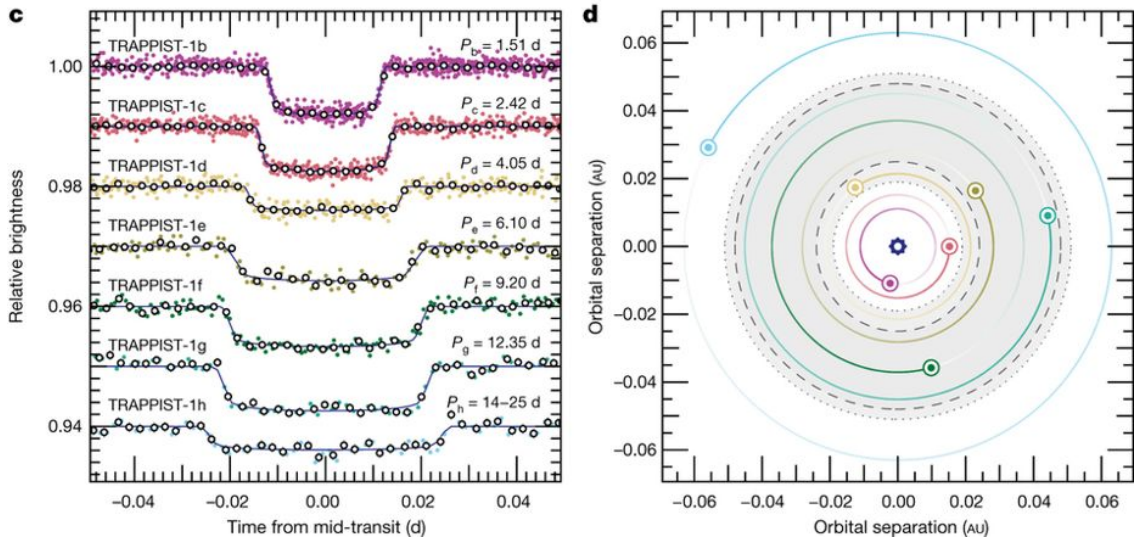 c
TRAPPIST-1b
P_b = 1.51 d
1.00
TRAPPIST-1c
P_c = 2.42 d
TRAPPIST-1d
P_d = 4.05 d
0.98
TRAPPIST-1e
P_e = 6.10 d
TRAPPIST-1f
P_f = 9.20 d
0.96
TRAPPIST-1g
P_g = 12.35 d
TRAPPIST-1h
P_h = 14–25 d
0.94
Relative brightness
−0.04 −0.02 0.00 0.02 0.04
Time from mid-transit (d)
d
0.06
0.04
0.02
0.00
−0.02
−0.04
−0.06
Orbital separation (AU)
−0.06 −0.04 −0.02 0.00 0.02 0.04 0.06
Orbital separation (AU)